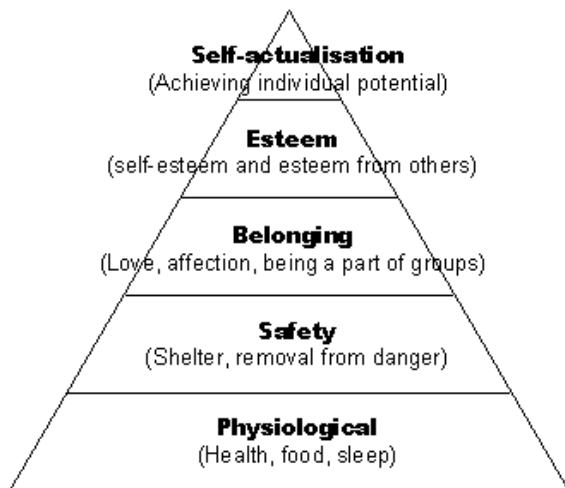 Self-actualisation
(Achieving individual potential)
Esteem
(self-esteem and esteem from others)
Belonging
(Love, affection, being a part of groups)
Safety
(Shelter, removal from danger)
Physiological
(Health, food, sleep)